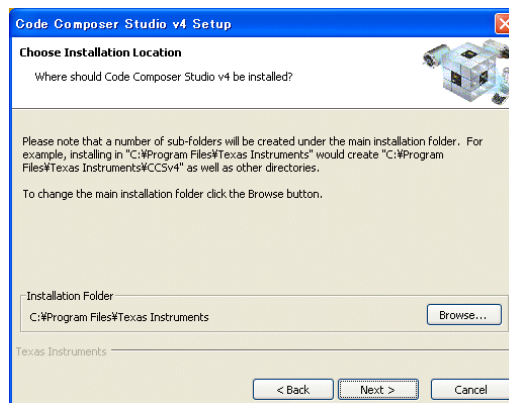 Code Composer Studio v4 Setup
Choose Installation Location
Where should Code Composer Studio v4 be installed?
Please note that a number of sub-folders will be created under the main installation folder. For
example, installing in "C:¥Program Files¥Texas Instruments" would create "C:¥Program
Files¥Texas Instruments¥CCSv4" as well as other directories.
To change the main installation folder click the Browse button.
Installation Folder
C:¥Program Files¥Texas Instruments
Browse...
Texas Instruments
< Back
Next >
Cancel